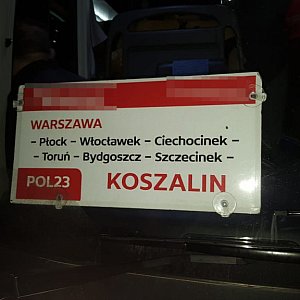 WARSZAWA
- Płock - Włocławek - Ciechocinek -
- Toruń - Bydgoszcz - Szczecinek -
POL23 KOSZALIN